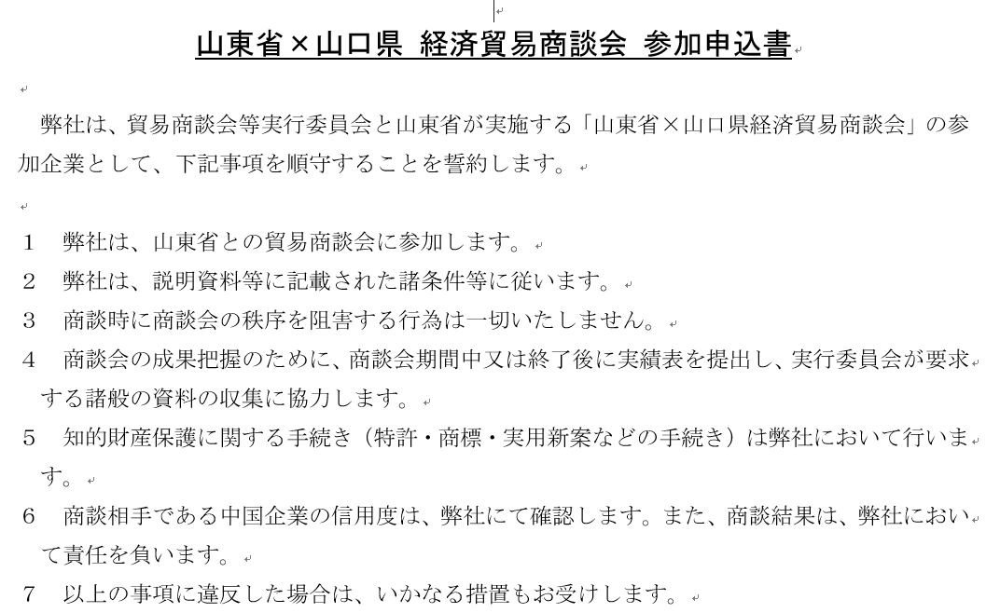 山東省×山口県 経済貿易商談会 参加申込書
弊社は、貿易商談会等実行委員会と山東省が実施する「山東省×山口県経済貿易商談会」の参
加企業として、下記事項を順守することを誓約します。
１　弊社は、山東省との貿易商談会に参加します。
２　弊社は、説明資料等に記載された諸条件等に従います。
３　商談時に商談会の秩序を阻害する行為は一切いたしません。
４　商談会の成果把握のために、商談会期間中又は終了後に実績表を提出し、実行委員会が要求
する諸般の資料の収集に協力します。
５　知的財産保護に関する手続き（特許・商標・実用新案などの手続き）は弊社において行いま
す。
６　商談相手である中国企業の信用度は、弊社にて確認します。また、商談結果は、弊社におい
て責任を負います。
７　以上の事項に違反した場合は、いかなる措置もお受けします。